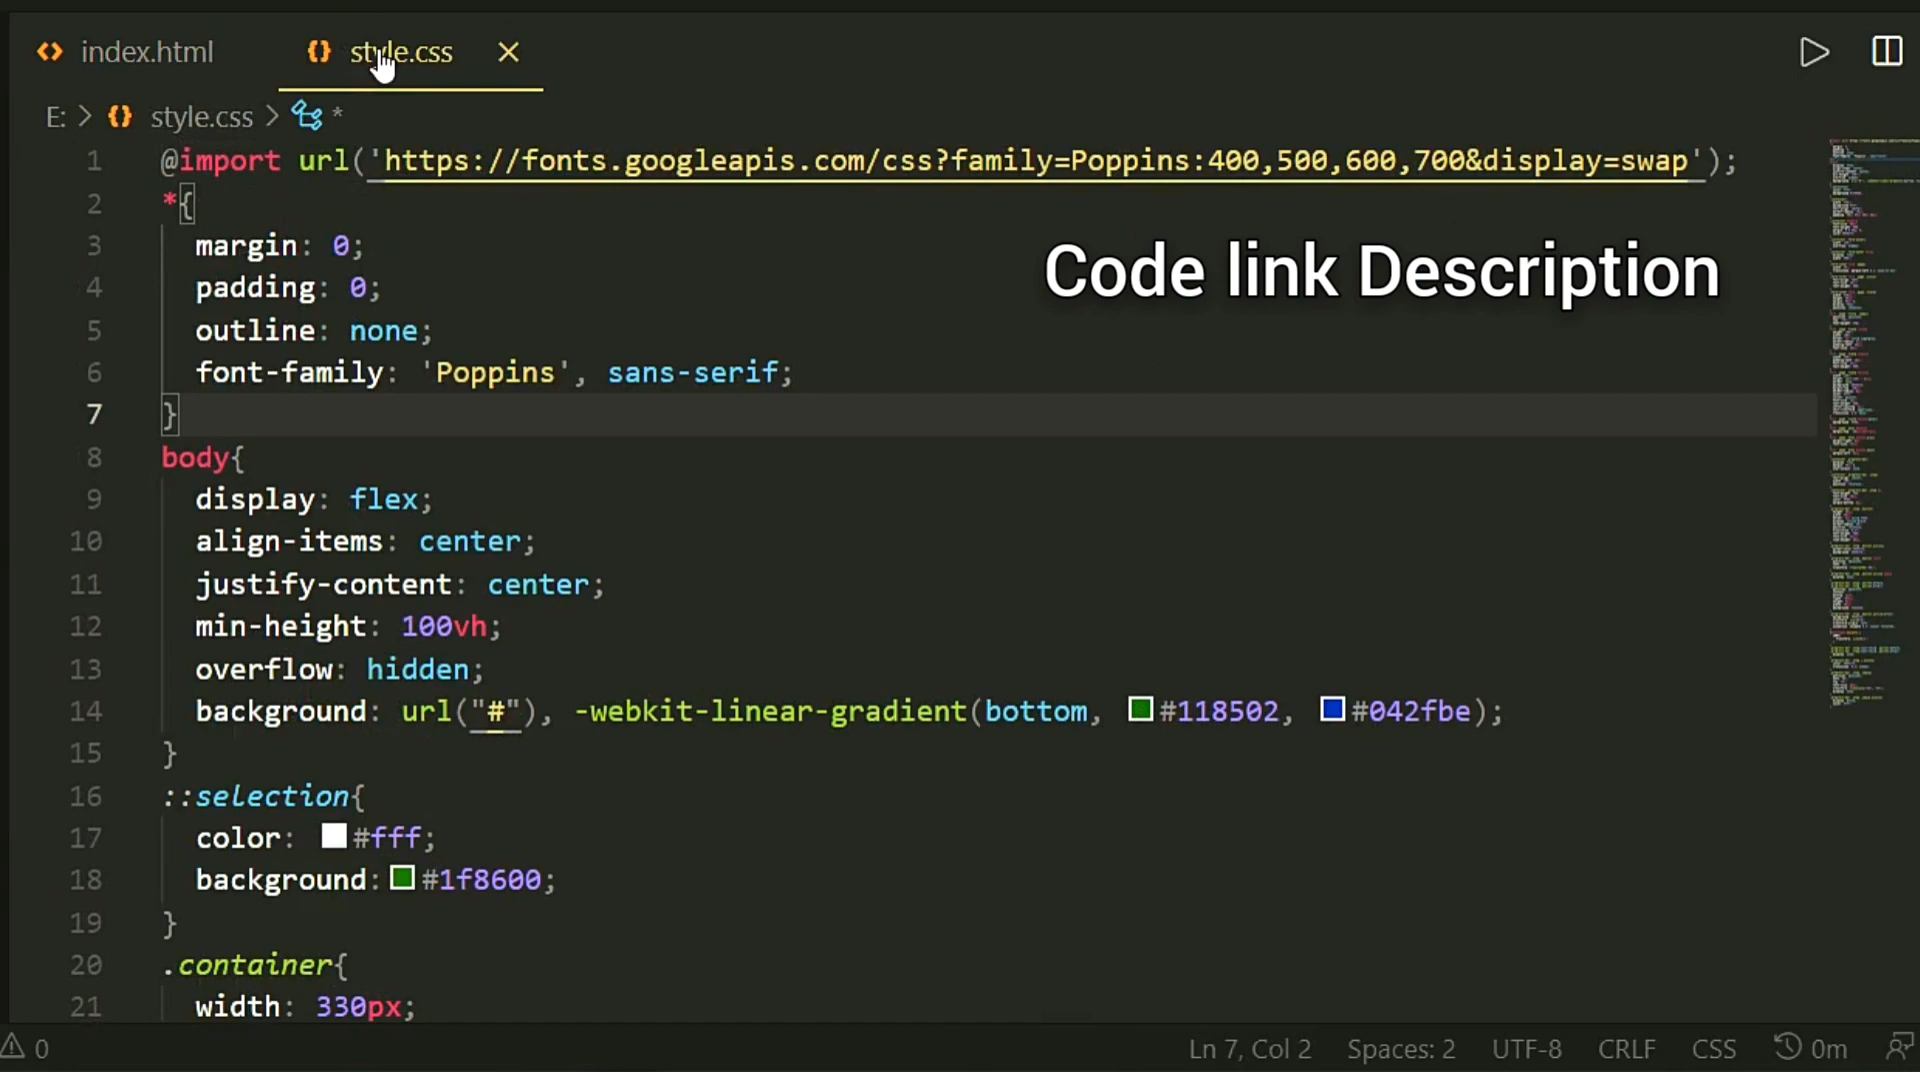 index.html style.css
E: > style.css > *
1 @import url('https://fonts.googleapis.com/css?family=Poppins:400,500,600,700&display=swap');
2 *{
3 margin: 0;
Code link Description
4 padding: 0;
5 outline: none;
6 font-family: 'Poppins', sans-serif;
7 }
8 body{
9 display: flex;
10 align-items: center;
11 justify-content: center;
12 min-height: 100vh;
13 overflow: hidden;
14 background: url("#"), -webkit-linear-gradient(bottom, #118502, #042fbe);
15 }
16 ::selection{
17 color: #fff;
18 background: #1f8600;
19 }
20 .container{
21 width: 330px;
0 Ln 7, Col 2 Spaces: 2 UTF-8 CRLF CSS 0m